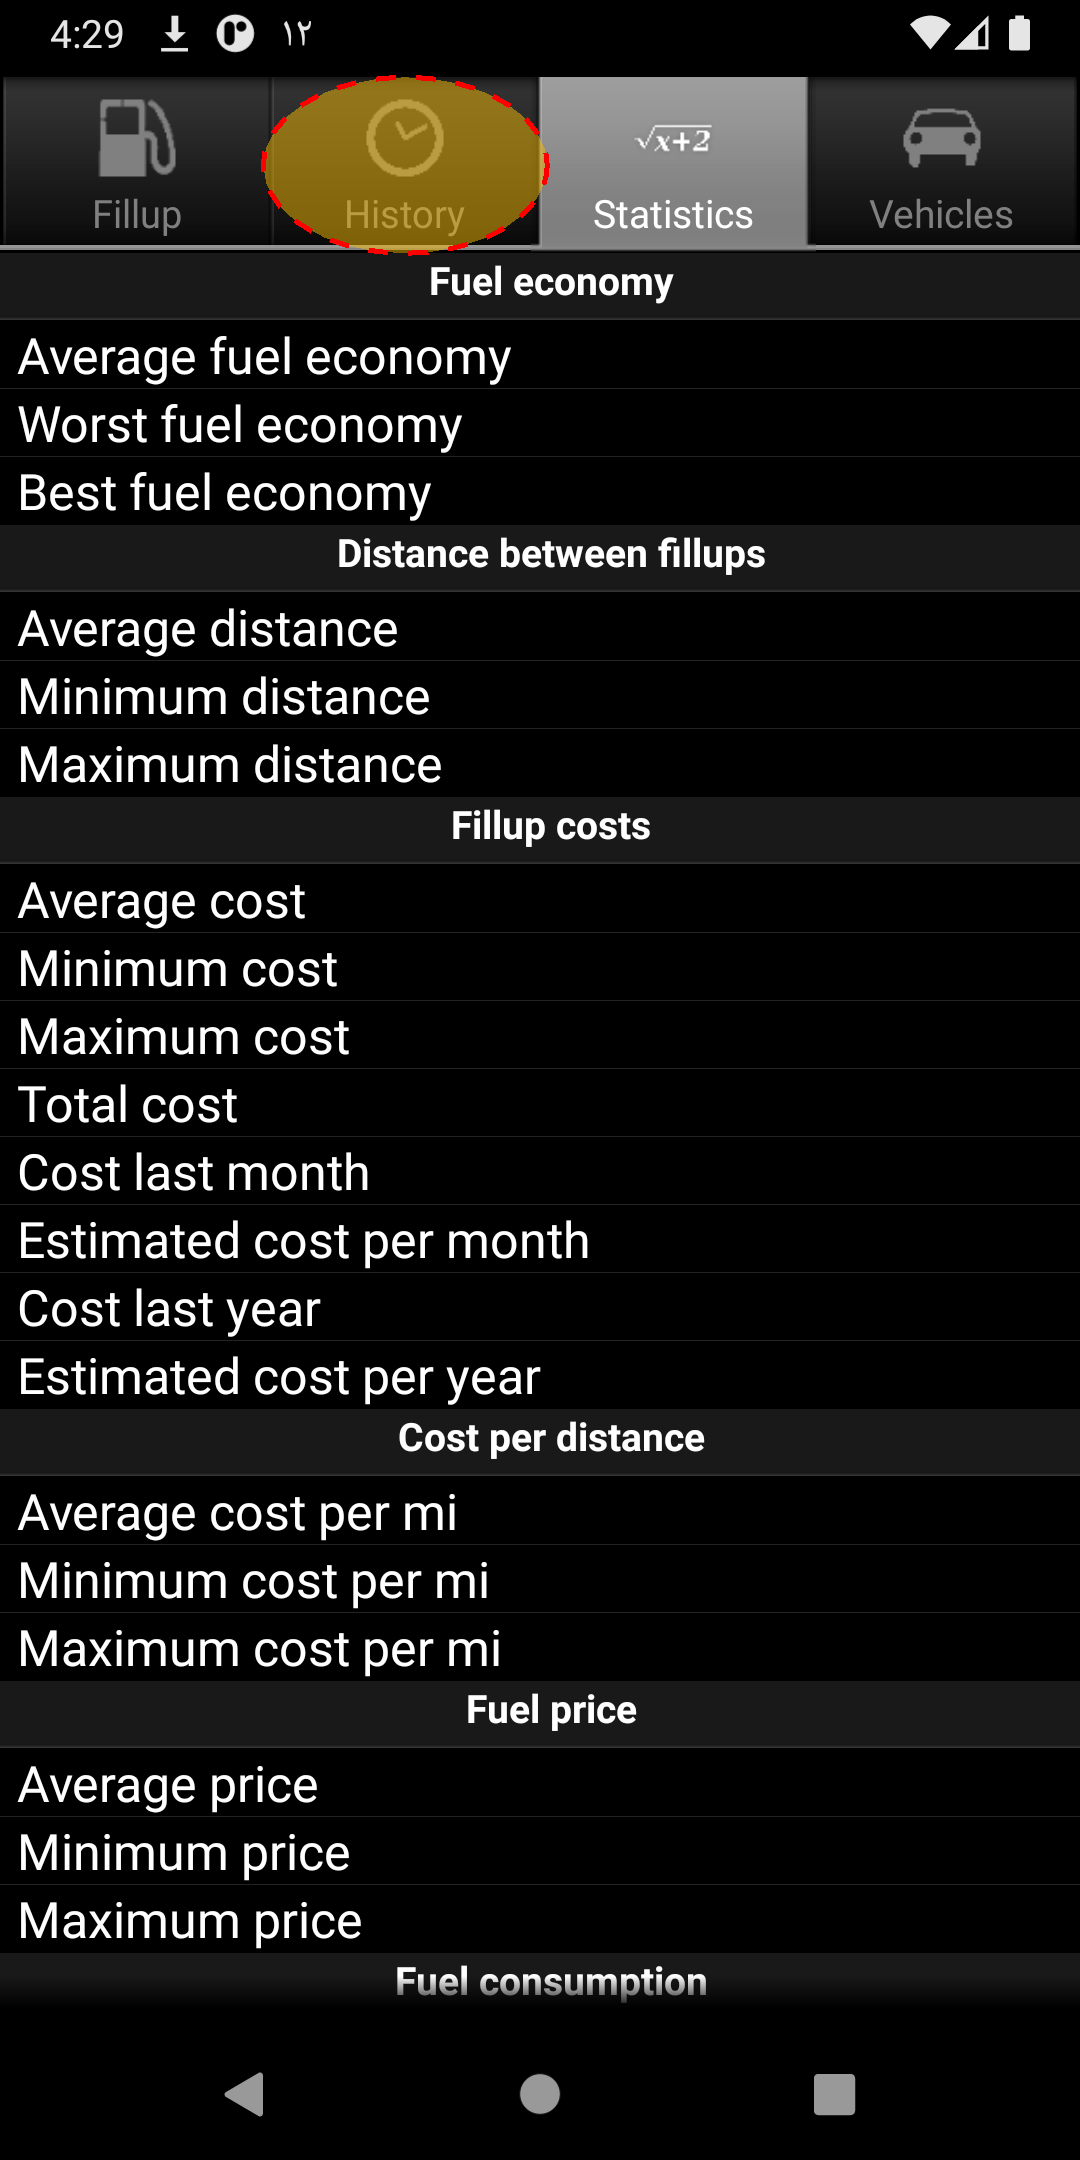 4:29 ١٢
Fillup
History
√x+2
Statistics
Vehicles
Fuel economy
Average fuel economy
Worst fuel economy
Best fuel economy
Distance between fillups
Average distance
Minimum distance
Maximum distance
Fillup costs
Average cost
Minimum cost
Maximum cost
Total cost
Cost last month
Estimated cost per month
Cost last year
Estimated cost per year
Cost per distance
Average cost per mi
Minimum cost per mi
Maximum cost per mi
Fuel price
Average price
Minimum price
Maximum price
Fuel consumption